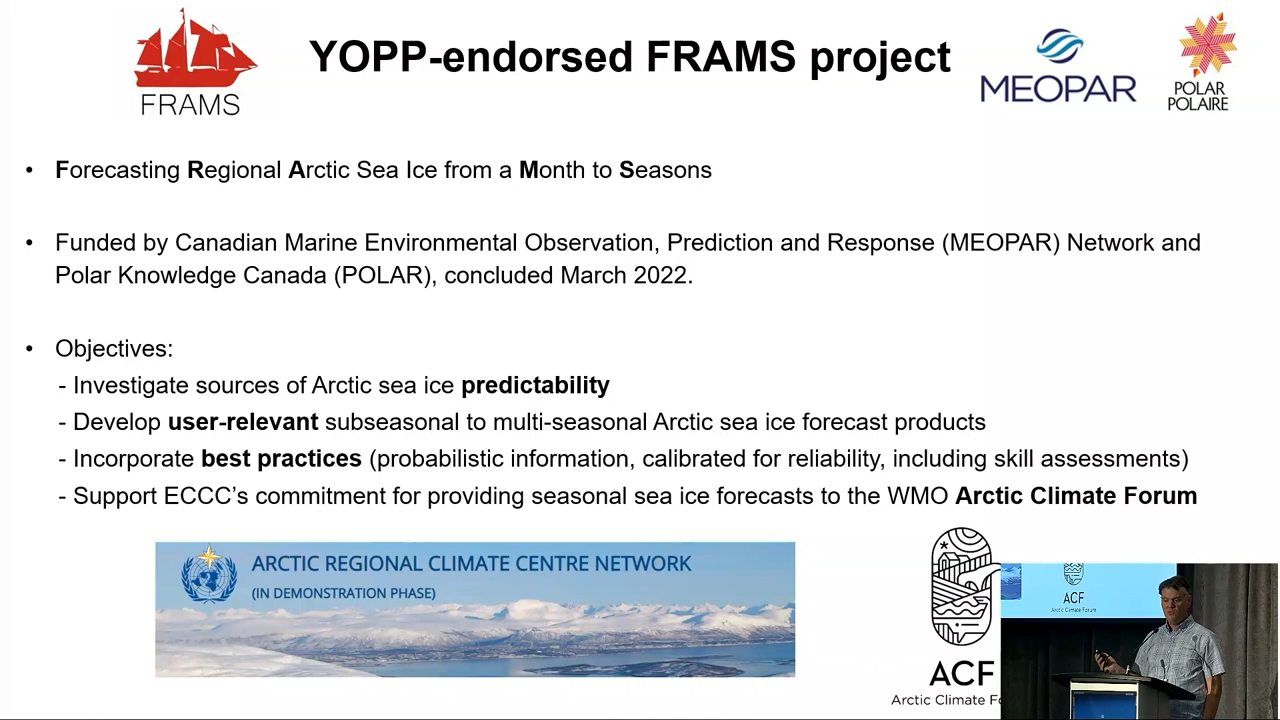 YOPP-endorsed FRAMS project
FRAMS
MEOPAR
POLAR
POLAIRE
• Forecasting Regional Arctic Sea Ice from a Month to Seasons
• Funded by Canadian Marine Environmental Observation, Prediction and Response (MEOPAR) Network and
Polar Knowledge Canada (POLAR), concluded March 2022.
• Objectives:
- Investigate sources of Arctic sea ice predictability
- Develop user-relevant subseasonal to multi-seasonal Arctic sea ice forecast products
- Incorporate best practices (probabilistic information, calibrated for reliability, including skill assessments)
- Support ECCC’s commitment for providing seasonal sea ice forecasts to the WMO Arctic Climate Forum
ARCTIC REGIONAL CLIMATE CENTRE NETWORK
(IN DEMONSTRATION PHASE)
ACF
Arctic Climate Fo
ACF
Arctic Climate Forum